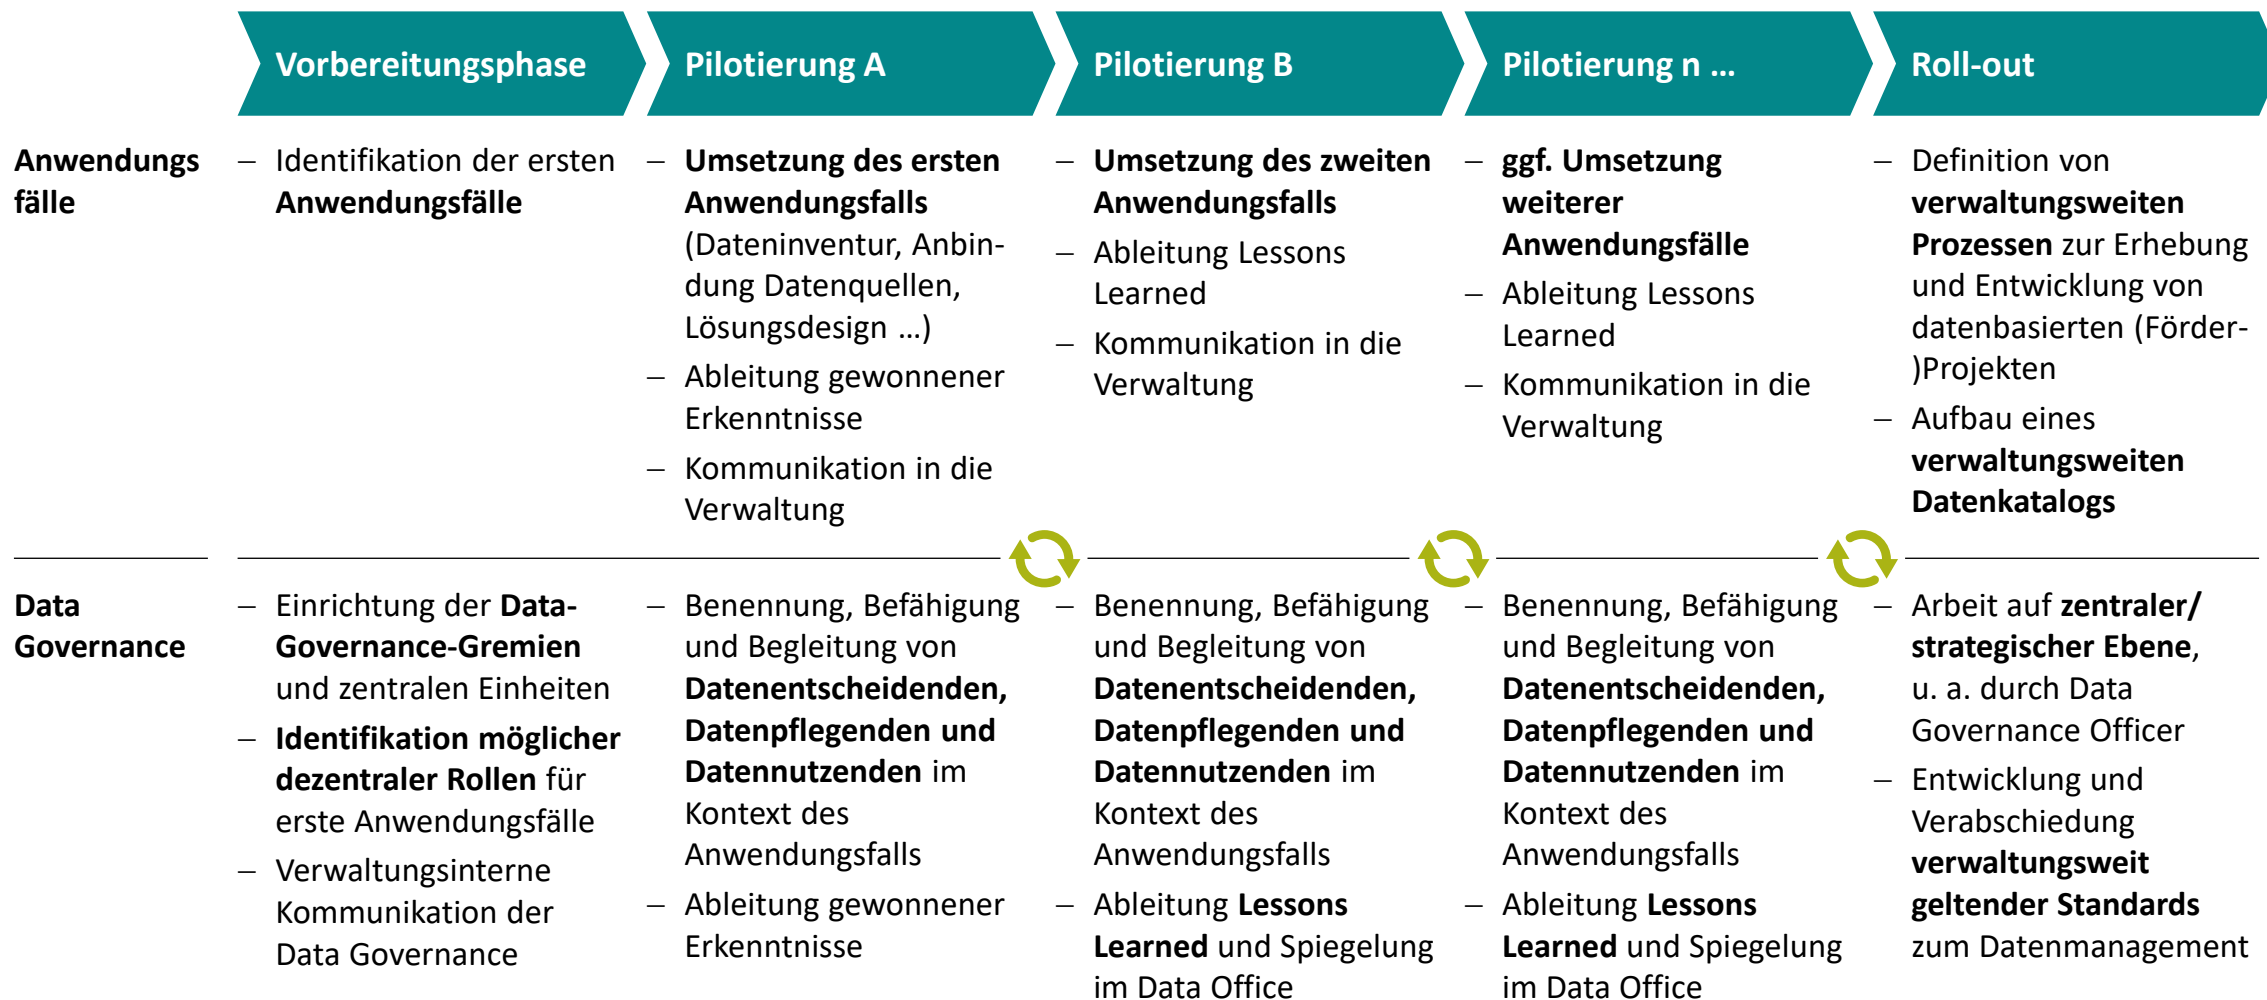 Vorbereitungsphase
Pilotierung A
Pilotierung B
Pilotierung n …
Roll-out
Anwendungs
fälle
– Identifikation der ersten
Anwendungsfälle
– Umsetzung des ersten
Anwendungsfalls
(Dateninventur, Anbin-
dung Datenquellen,
Lösungsdesign …)
– Ableitung gewonnener
Erkenntnisse
– Kommunikation in die
Verwaltung
– Umsetzung des zweiten
Anwendungsfalls
– Ableitung Lessons
Learned
– Kommunikation in die
Verwaltung
– ggf. Umsetzung
weiterer
Anwendungsfälle
– Ableitung Lessons
Learned
– Kommunikation in die
Verwaltung
– Definition von
verwaltungsweiten
Prozessen zur Erhebung
und Entwicklung von
datenbasierten (Förder-
)Projekten
– Aufbau eines
verwaltungsweiten
Datenkatalogs
Data
Governance
– Einrichtung der Data-
Governance-Gremien
und zentralen Einheiten
– Identifikation möglicher
dezentraler Rollen für
erste Anwendungsfälle
– Verwaltungsinterne
Kommunikation der
Data Governance
– Benennung, Befähigung
und Begleitung von
Datenentscheidenden,
Datenpflegenden und
Datennutzenden im
Kontext des
Anwendungsfalls
– Ableitung gewonnener
Erkenntnisse
– Benennung, Befähigung
und Begleitung von
Datenentscheidenden,
Datenpflegenden und
Datennutzenden im
Kontext des
Anwendungsfalls
– Ableitung Lessons
Learned und Spiegelung
im Data Office
– Benennung, Befähigung
und Begleitung von
Datenentscheidenden,
Datenpflegenden und
Datennutzenden im
Kontext des
Anwendungsfalls
– Ableitung Lessons
Learned und Spiegelung
im Data Office
– Arbeit auf zentraler/
strategischer Ebene,
u. a. durch Data
Governance Officer
– Entwicklung und
Verabschiedung
verwaltungsweit
geltender Standards
zum Datenmanagement